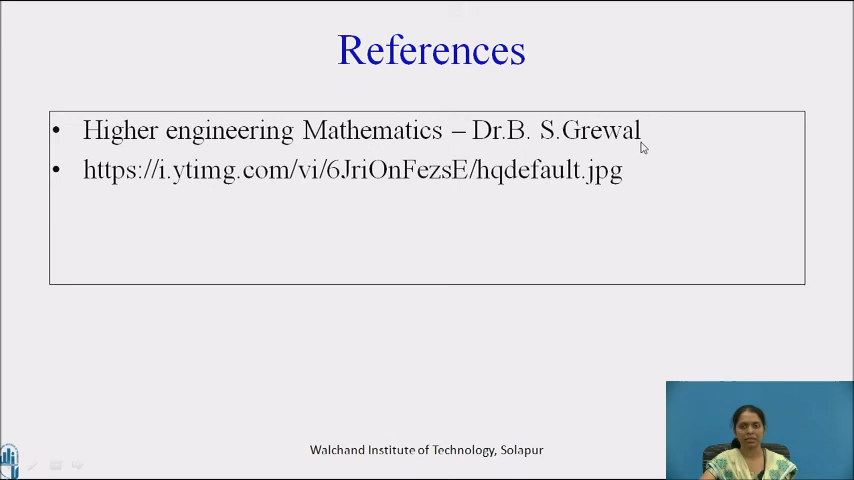 References
• Higher engineering Mathematics – Dr.B. S.Grewal
• https://i.ytimg.com/vi/6JriOnFezsE/hqdefault.jpg
Walchand Institute of Technology, Solapur